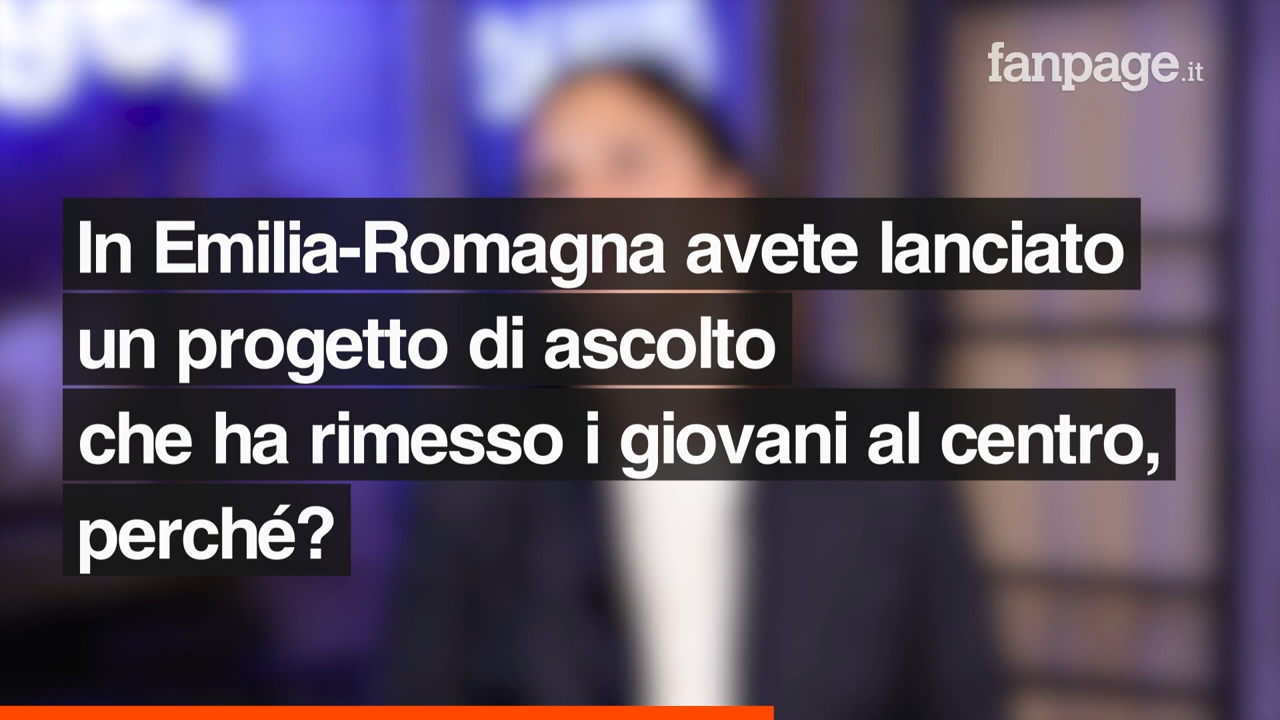 fanpage.it
In Emilia-Romagna avete lanciato
un progetto di ascolto
che ha rimesso i giovani al centro,
perché?